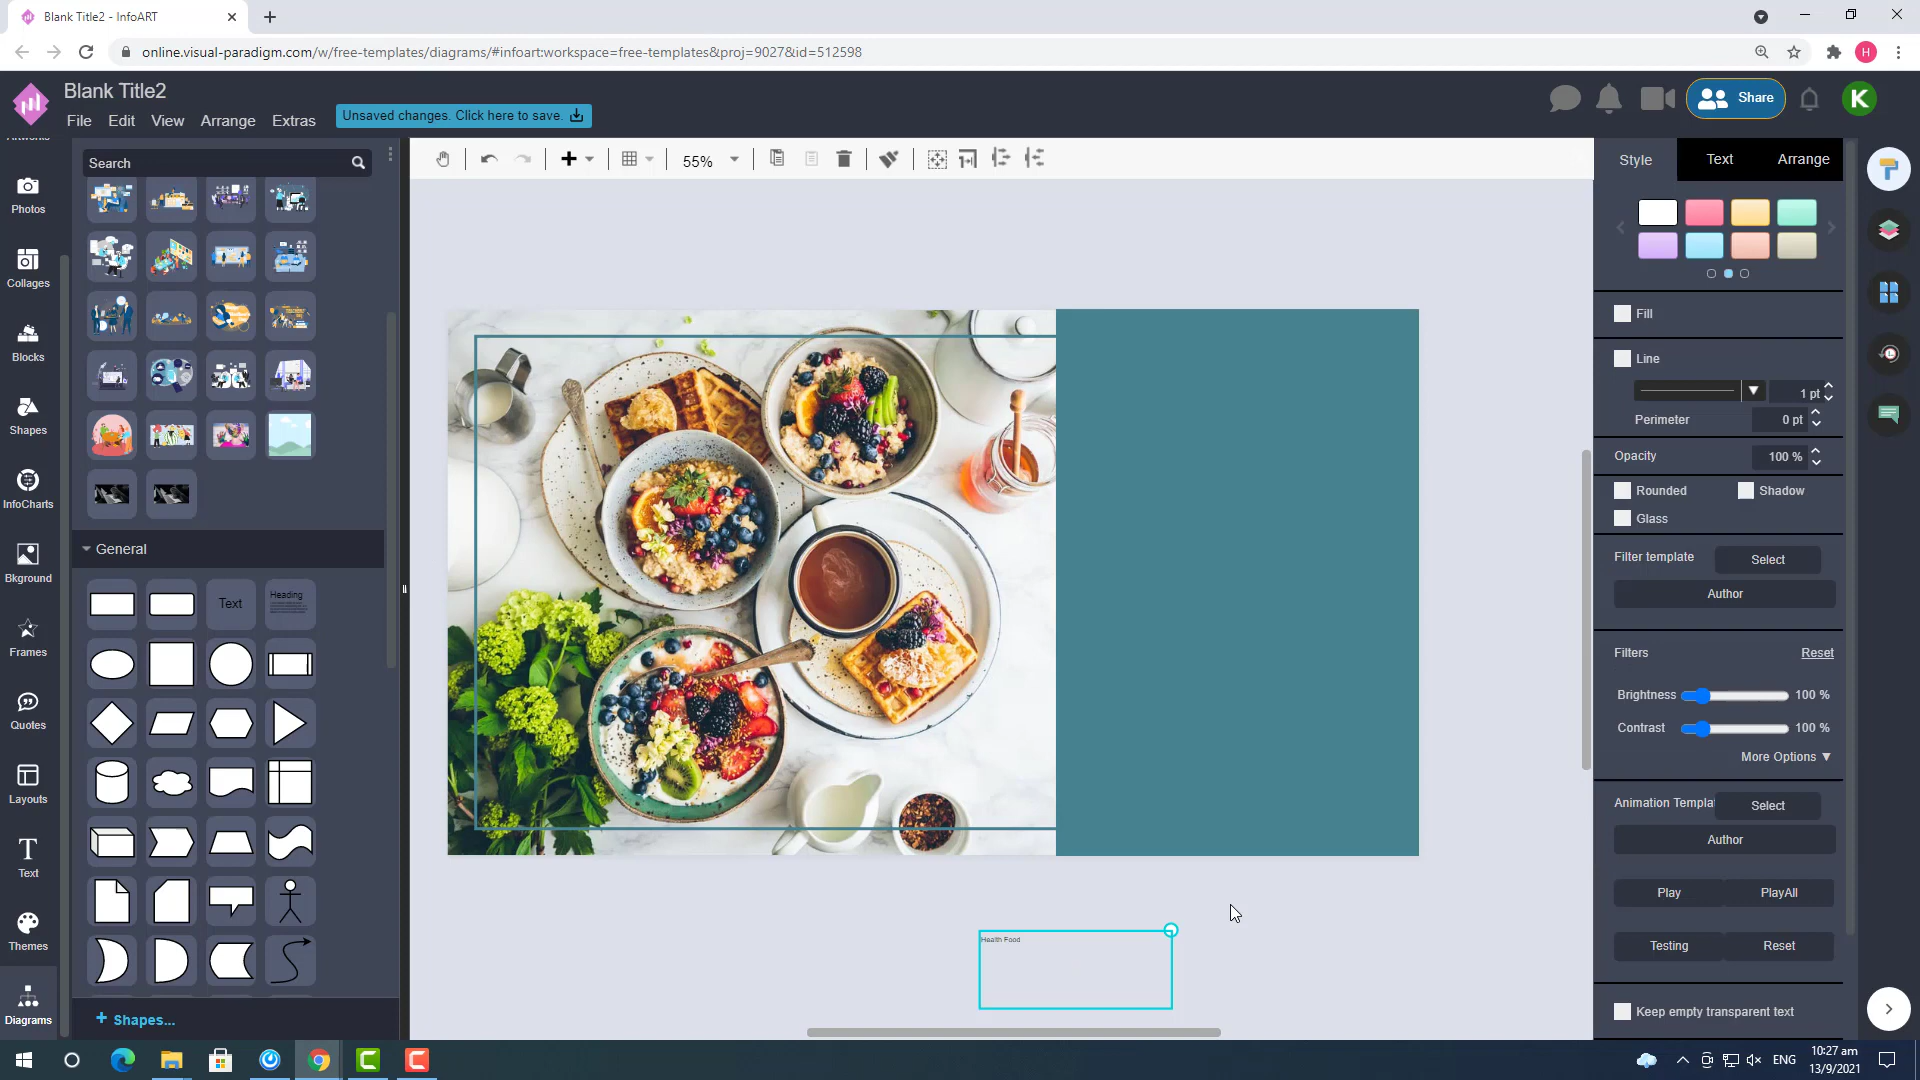 Blank Title2 - InfoART
online.visual-paradigm.com/w/free-templates/diagrams/#infoart:workspace=free-templates&proj=9027&id=512598
H
Blank Title2
File Edit View Arrange Extras
Unsaved changes. Click here to save.
Share
K
Artworks
Photos
Collages
Blocks
Shapes
InfoCharts
Bkground
Frames
Quotes
Layouts
Text
Themes
Diagrams
Search
General
Text
Heading
+ Shapes...
55%
Health Food
Style Text Arrange
Fill
Line
1 pt
Perimeter 0 pt
Opacity 100 %
Rounded Shadow
Glass
Filter template Select
Author
Filters Reset
Brightness 100 %
Contrast 100 %
More Options ▼
Animation Templa Select
Author
Play PlayAll
Testing Reset
Keep empty transparent text
ENG
10:27 am
13/9/2021